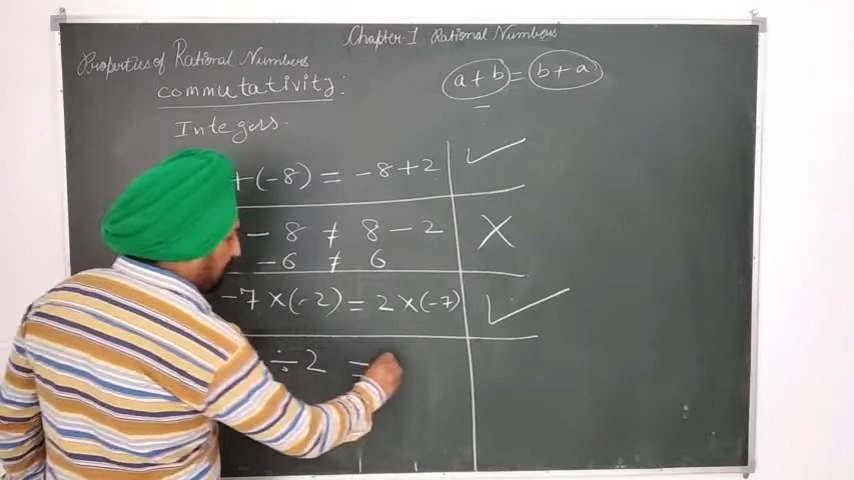 Chapter-1 Rational Numbers
Properties of Rational Numbers
commutativity:
a+b = b+a
Integers.
+(-8) = -8+2 ✓
- 8 ≠ 8 - 2 ✗
-6 ≠ 6
-7 ×(-2) = 2 ×(-7) ✓
÷ 2 =